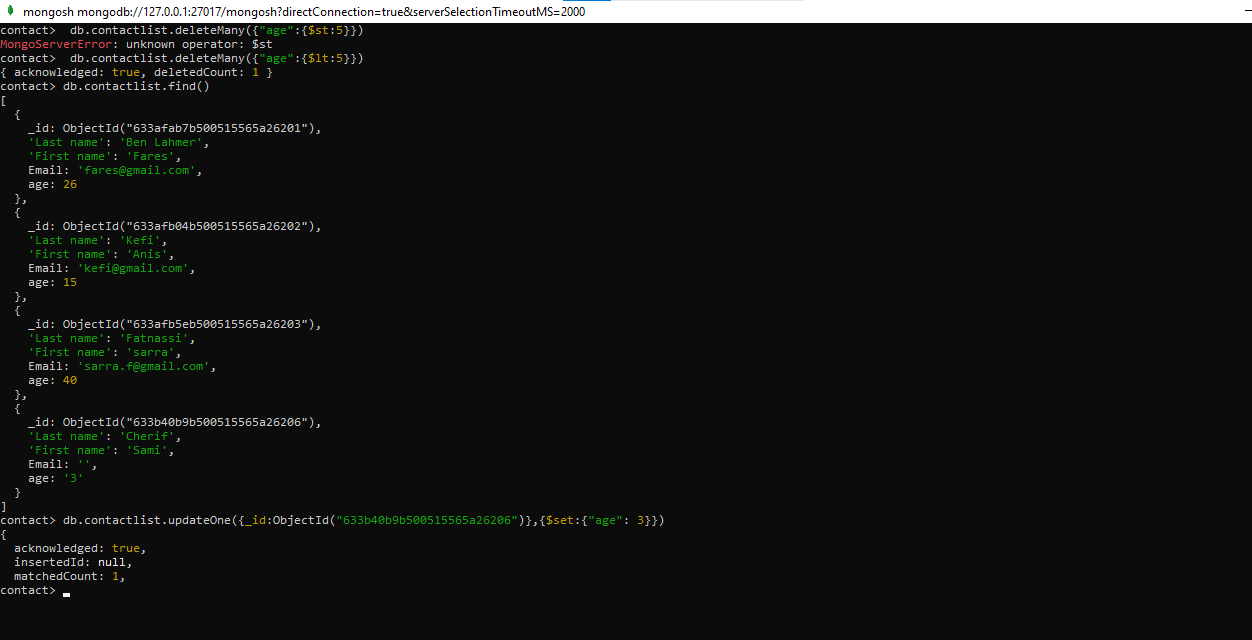 mongosh mongodb://127.0.0.1:27017/mongosh?directConnection=true&serverSelectionTimeoutMS=2000
contact>  db.contactlist.deleteMany({"age":{$st:5}})
MongoServerError: unknown operator: $st
contact>  db.contactlist.deleteMany({"age":{$lt:5}})
{ acknowledged: true, deletedCount: 1 }
contact> db.contactlist.find()
[
  {
    _id: ObjectId("633afab7b500515565a26201"),
    'Last name': 'Ben Lahmer',
    'First name': 'Fares',
    Email: 'fares@gmail.com',
    age: 26
  },
  {
    _id: ObjectId("633afb04b500515565a26202"),
    'Last name': 'Kefi',
    'First name': 'Anis',
    Email: 'kefi@gmail.com',
    age: 15
  },
  {
    _id: ObjectId("633afb5eb500515565a26203"),
    'Last name': 'Fatnassi',
    'First name': 'sarra',
    Email: 'sarra.f@gmail.com',
    age: 40
  },
  {
    _id: ObjectId("633b40b9b500515565a26206"),
    'Last name': 'Cherif',
    'First name': 'Sami',
    Email: '',
    age: '3'
  }
]
contact> db.contactlist.updateOne({_id:ObjectId("633b40b9b500515565a26206")},{$set:{"age": 3}})
{
  acknowledged: true,
  insertedId: null,
  matchedCount: 1,
contact>